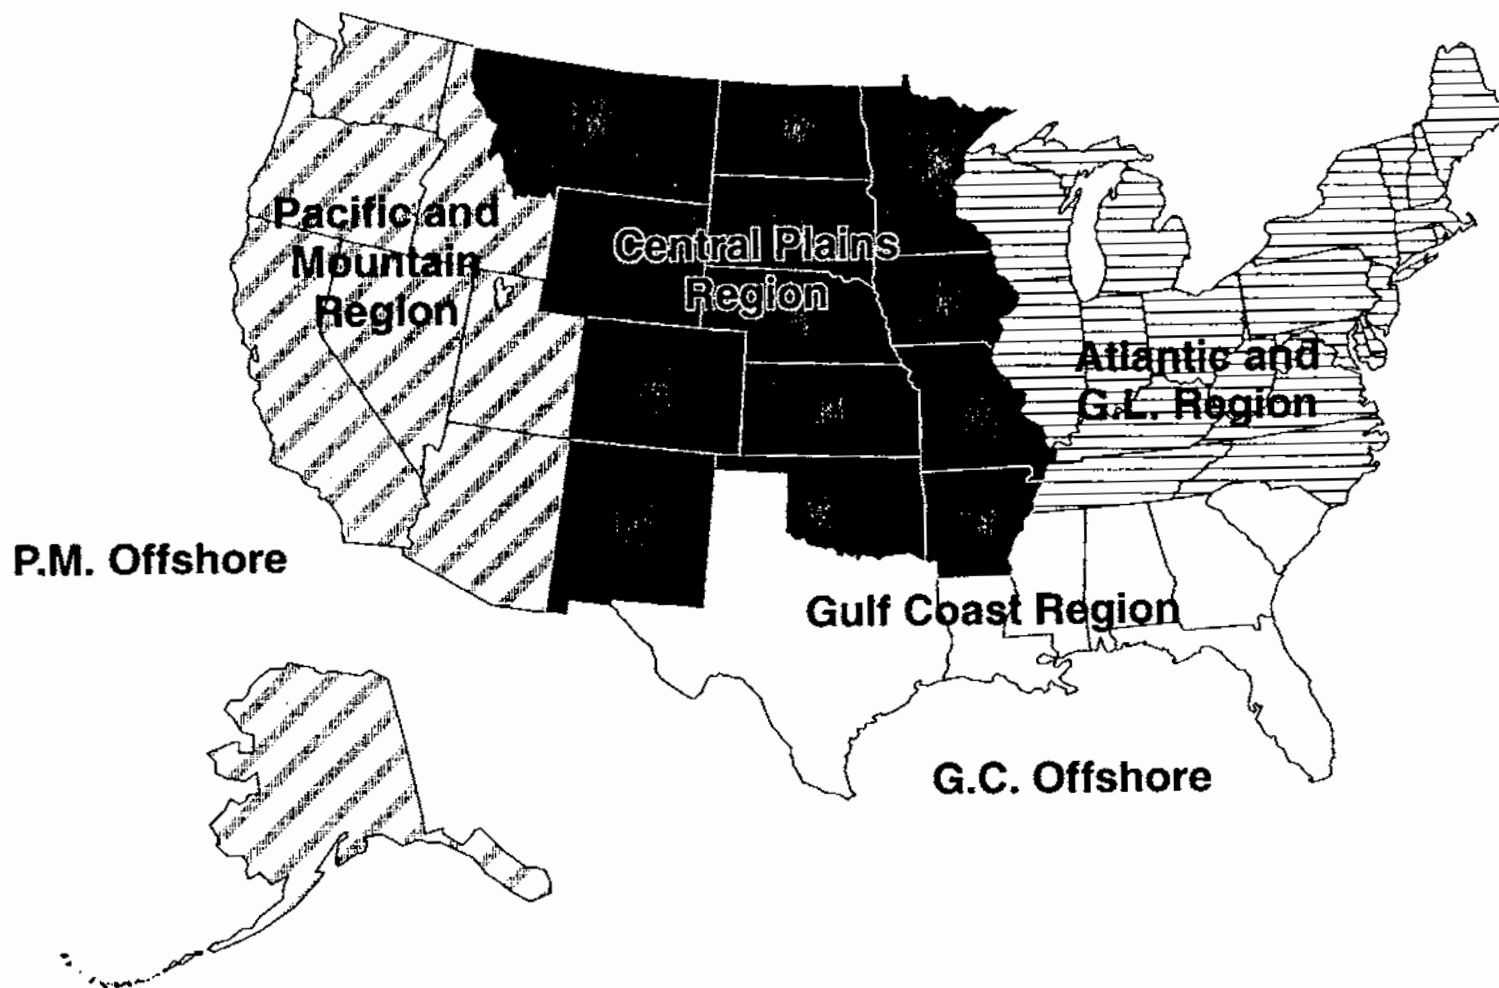 Pacific and
Mountain
Region
Central Plains
Region
Atlantic and
G.L. Region
P.M. Offshore
Gulf Coast Region
G.C. Offshore